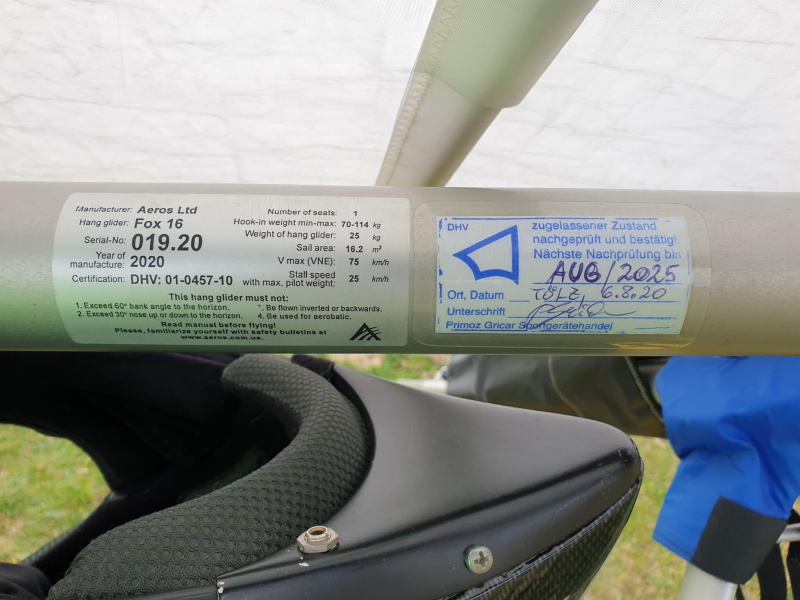 Manufacturer: Aeros Ltd
Hang glider: Fox 16
Serial-No: 019.20
Year of manufacture: 2020
Certification: DHV: 01-0457-10
Number of seats: 1
Hook-in weight min-max: 70-114 kg
Weight of hang glider: 25 kg
Sail area: 16.2 m²
V max (VNE): 75 km/h
Stall speed
with max. pilot weight: 25 km/h
This hang glider must not:
1. Exceed 60° bank angle to the horizon.
2. Exceed 30° nose up or down to the horizon.
. Be flown inverted or backwards.
4. Be used for aerobatic.
Read manual before flying!
Please, familiarize yourself with safety bulletins at
www.aeros.com.ua.
DHV
zugelassener Zustand
nachgeprüft und bestätigt
Nächste Nachprüfung bis
AUG/2025
Ort, Datum TÖLZ, 6.8.20
Unterschrift
Primoz Gricar Sportgerätehandel